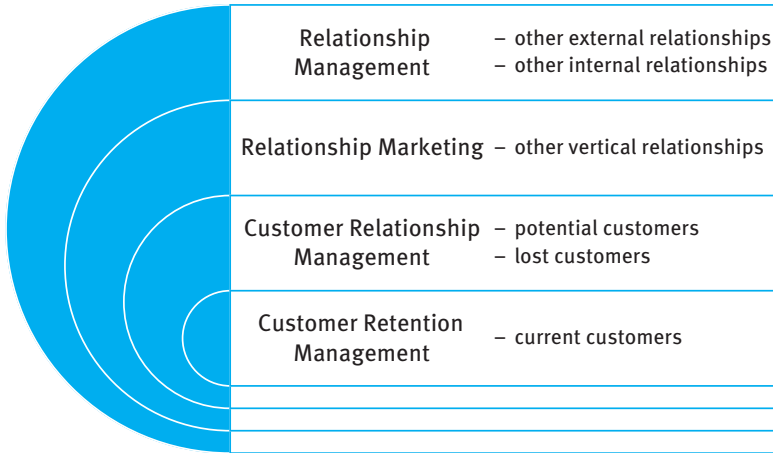 Relationship
Management
– other external relationships
– other internal relationships
Relationship Marketing
– other vertical relationships
Customer Relationship
Management
– potential customers
– lost customers
Customer Retention
Management
– current customers